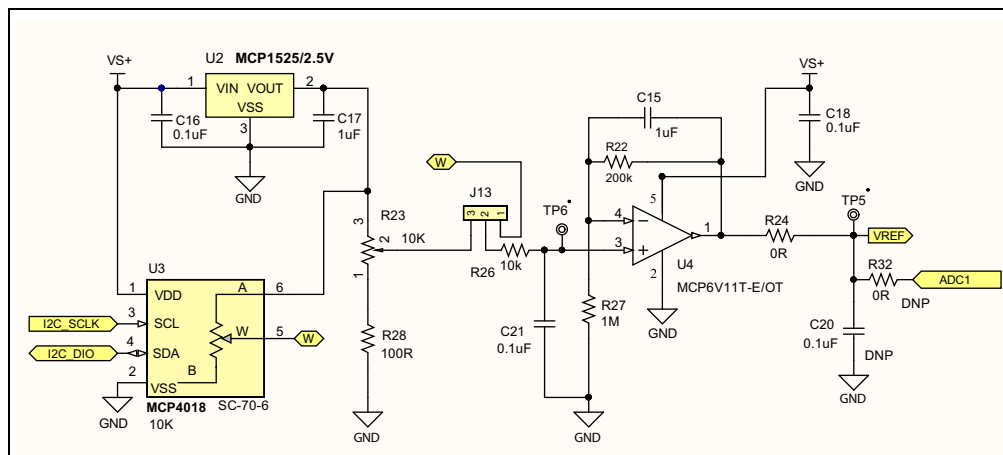 VS+
U2 MCP1525/2.5V
1
VIN VOUT
2
VSS
3
C16
0.1uF
C17
1uF
GND
W
J13
3 2 1
R23
3
2
10K
1
R26
10k
R28
100R
GND
U3
1
VDD
A
6
I2C_SCLK
3
SCL
W
5
W
I2C_DIO
4
SDA
2
VSS
B
GND
MCP4018
SC-70-6
10K
C15
1uF
R22
200k
TP6
4
3
5
1
2
U4
MCP6V11T-E/OT
GND
C21
0.1uF
R27
1M
GND
VS+
C18
0.1uF
GND
R24
0R
TP5
VREF
R32
0R
ADC1
DNP
C20
0.1uF
DNP
GND